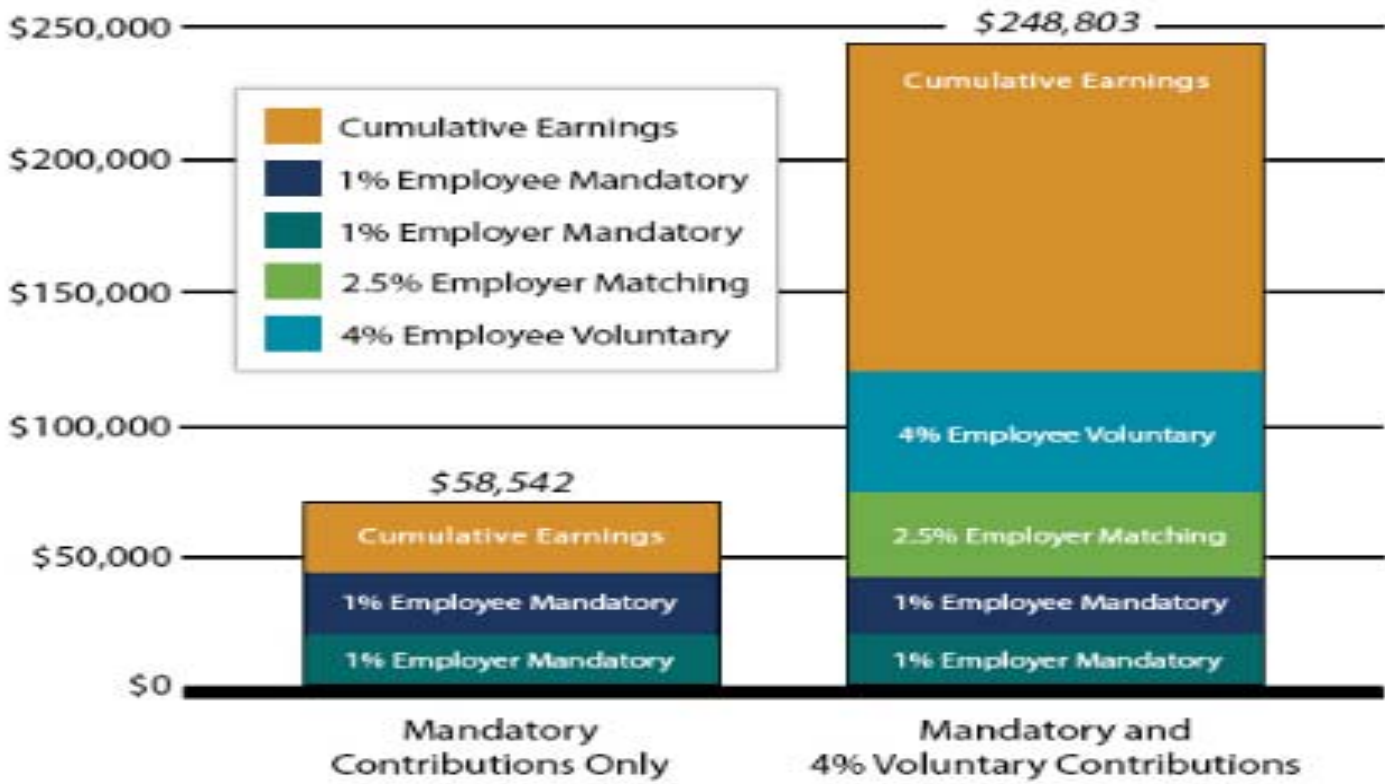 $250,000
$200,000
$150,000
$100,000
$50,000
$0
Cumulative Earnings
1% Employee Mandatory
1% Employer Mandatory
2.5% Employer Matching
4% Employee Voluntary
$58,542
Cumulative Earnings
1% Employee Mandatory
1% Employer Mandatory
$248,803
Cumulative Earnings
4% Employee Voluntary
2.5% Employer Matching
1% Employee Mandatory
1% Employer Mandatory
Mandatory
Contributions Only
Mandatory and
4% Voluntary Contributions